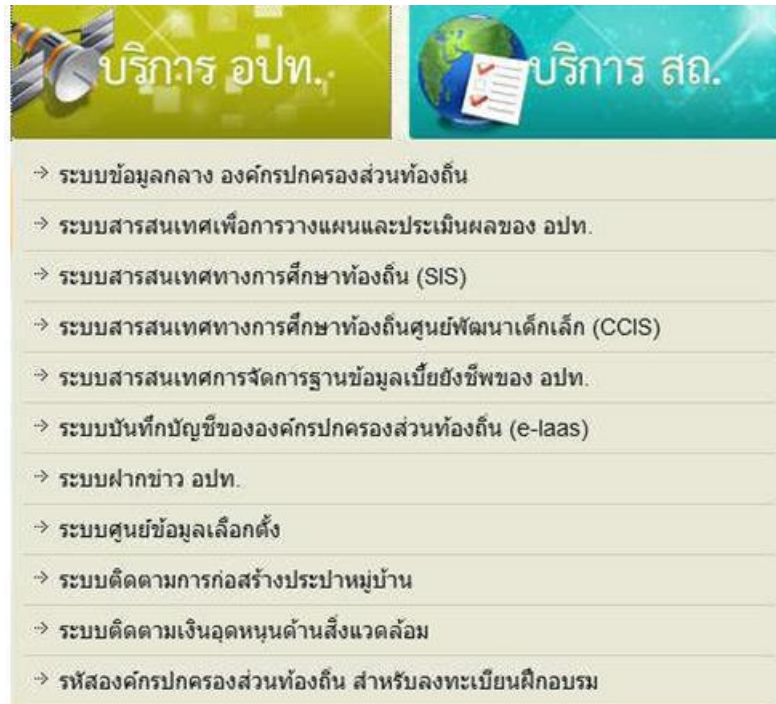 บริการ อปท.
บริการ สถ.
ระบบข้อมูลกลาง องค์กรปกครองส่วนท้องถิ่น
ระบบสารสนเทศเพื่อการวางแผนและประเมินผลของ อปท.
ระบบสารสนเทศทางการศึกษาท้องถิ่น (SIS)
ระบบสารสนเทศทางการศึกษาท้องถิ่นศูนย์พัฒนาเด็กเล็ก (CCIS)
ระบบสารสนเทศการจัดการฐานข้อมูลเบี้ยยังชีพของ อปท.
ระบบบันทึกบัญชีขององค์กรปกครองส่วนท้องถิ่น (e-laas)
ระบบฝากข่าว อปท.
ระบบศูนย์ข้อมูลเลือกตั้ง
ระบบติดตามการก่อสร้างประปาหมู่บ้าน
ระบบติดตามเงินอุดหนุนด้านสิ่งแวดล้อม
รหัสองค์กรปกครองส่วนท้องถิ่น สำหรับลงทะเบียนฝึกอบรม